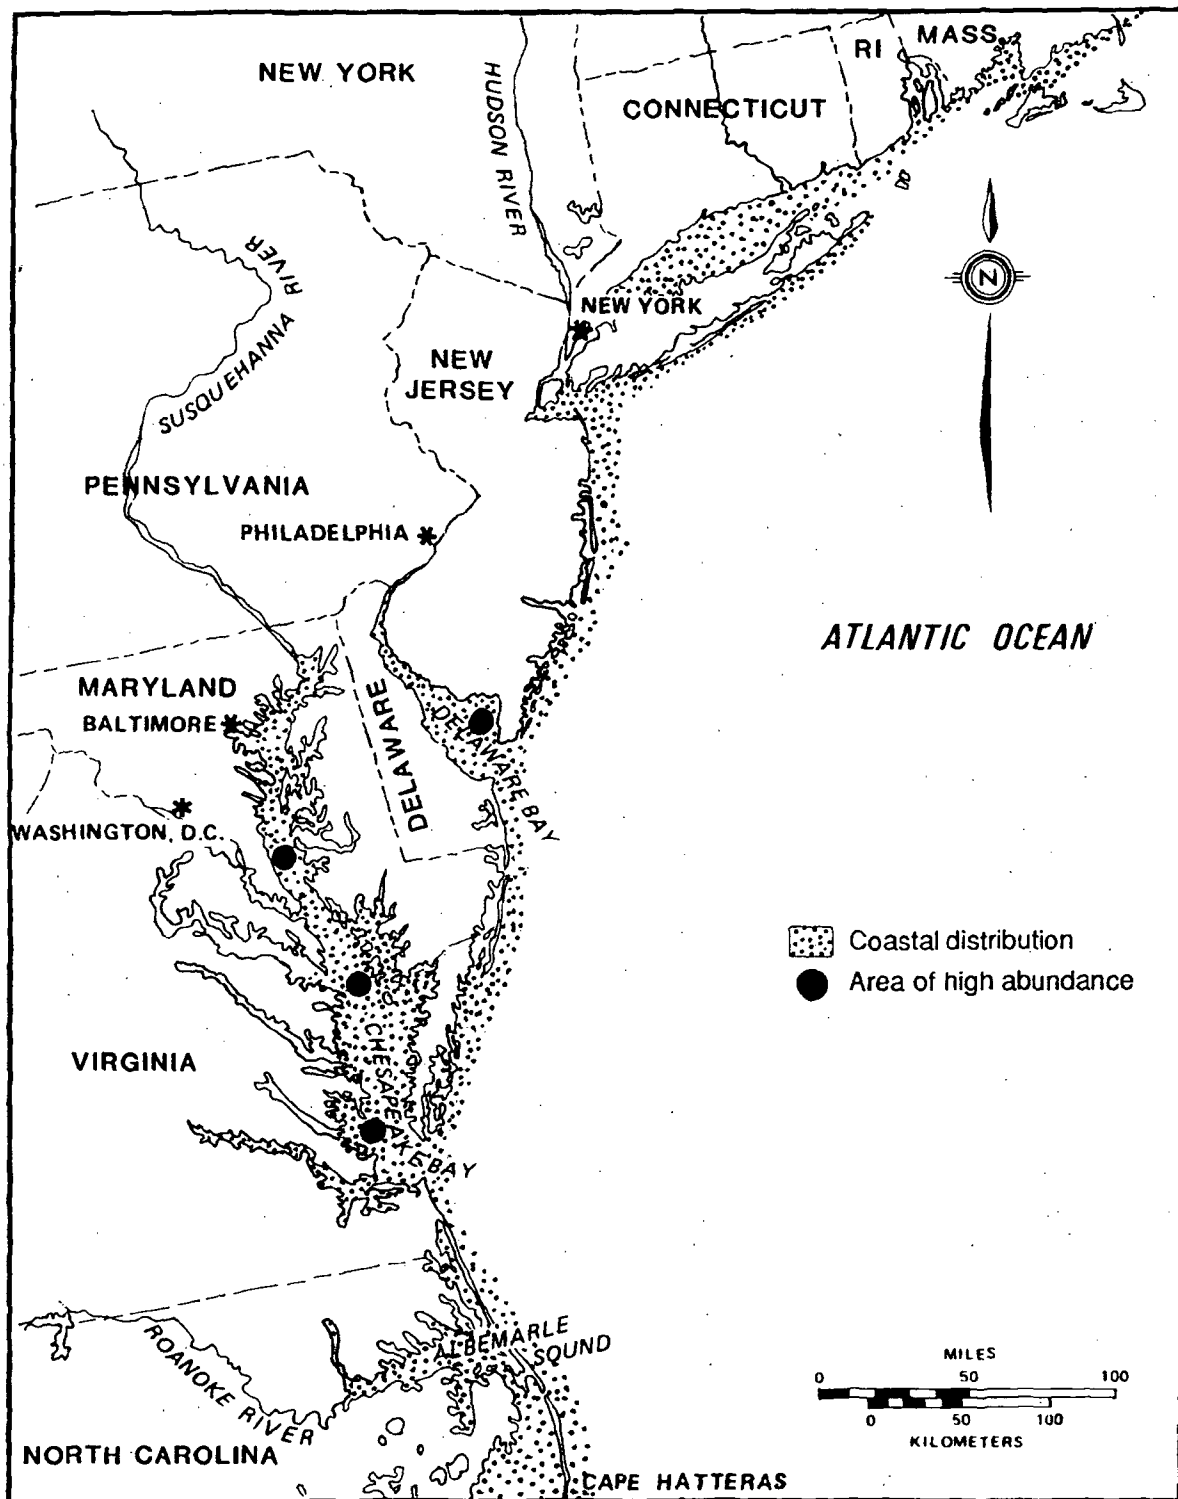 NEW YORK
HUDSON RIVER
CONNECTICUT
RI
MASS.
SUSQUEHANNA RIVER
N
NEW YORK
NEW
JERSEY
PENNSYLVANIA
PHILADELPHIA
ATLANTIC OCEAN
MARYLAND
BALTIMORE
DELAWARE
DELAWARE BAY
WASHINGTON, D.C.
Coastal distribution
Area of high abundance
CHESAPEAKE BAY
VIRGINIA
ALBEMARLE
SOUND
ROANOKE RIVER
MILES
0 50 100
0 50 100
KILOMETERS
NORTH CAROLINA
CAPE HATTERAS